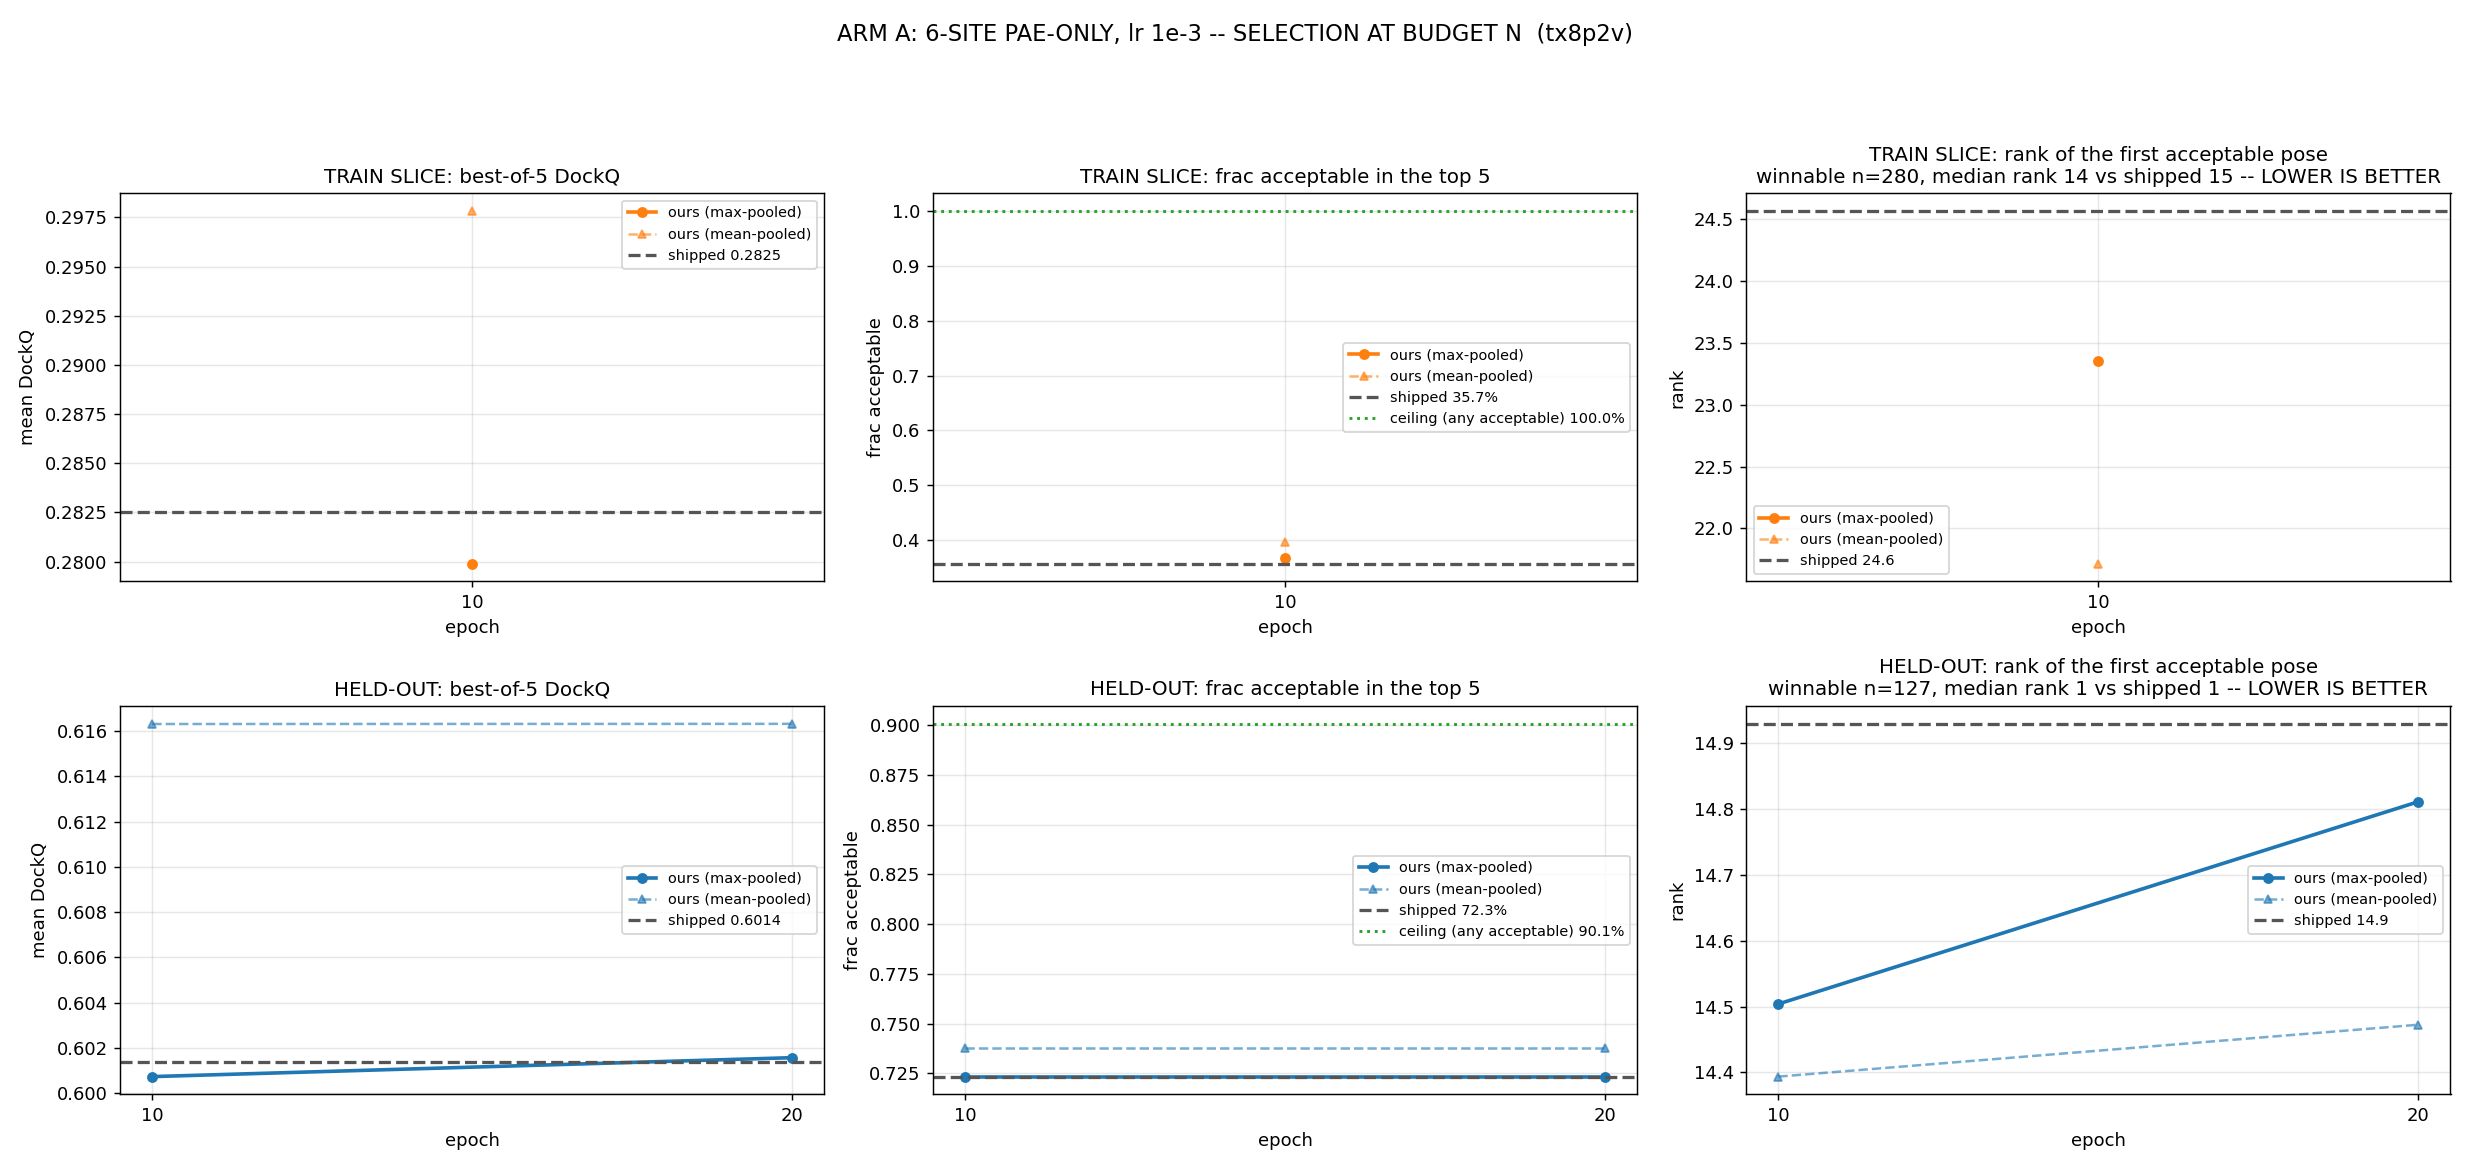 ARM A: 6-SITE PAE-ONLY, lr 1e-3 -- SELECTION AT BUDGET N  (tx8p2v)
TRAIN SLICE: best-of-5 DockQ
mean DockQ
0.2975
0.2950
0.2925
0.2900
0.2875
0.2850
0.2825
0.2800
ours (max-pooled)
ours (mean-pooled)
shipped 0.2825
10
epoch
TRAIN SLICE: frac acceptable in the top 5
frac acceptable
1.0
0.9
0.8
0.7
0.6
0.5
0.4
ours (max-pooled)
ours (mean-pooled)
shipped 35.7%
ceiling (any acceptable) 100.0%
10
epoch
TRAIN SLICE: rank of the first acceptable pose
winnable n=280, median rank 14 vs shipped 15 -- LOWER IS BETTER
rank
24.5
24.0
23.5
23.0
22.5
22.0
ours (max-pooled)
ours (mean-pooled)
shipped 24.6
10
epoch
HELD-OUT: best-of-5 DockQ
mean DockQ
0.616
0.614
0.612
0.610
0.608
0.606
0.604
0.602
0.600
ours (max-pooled)
ours (mean-pooled)
shipped 0.6014
10
20
epoch
HELD-OUT: frac acceptable in the top 5
frac acceptable
0.900
0.875
0.850
0.825
0.800
0.775
0.750
0.725
ours (max-pooled)
ours (mean-pooled)
shipped 72.3%
ceiling (any acceptable) 90.1%
10
20
epoch
HELD-OUT: rank of the first acceptable pose
winnable n=127, median rank 1 vs shipped 1 -- LOWER IS BETTER
rank
14.9
14.8
14.7
14.6
14.5
14.4
ours (max-pooled)
ours (mean-pooled)
shipped 14.9
10
20
epoch